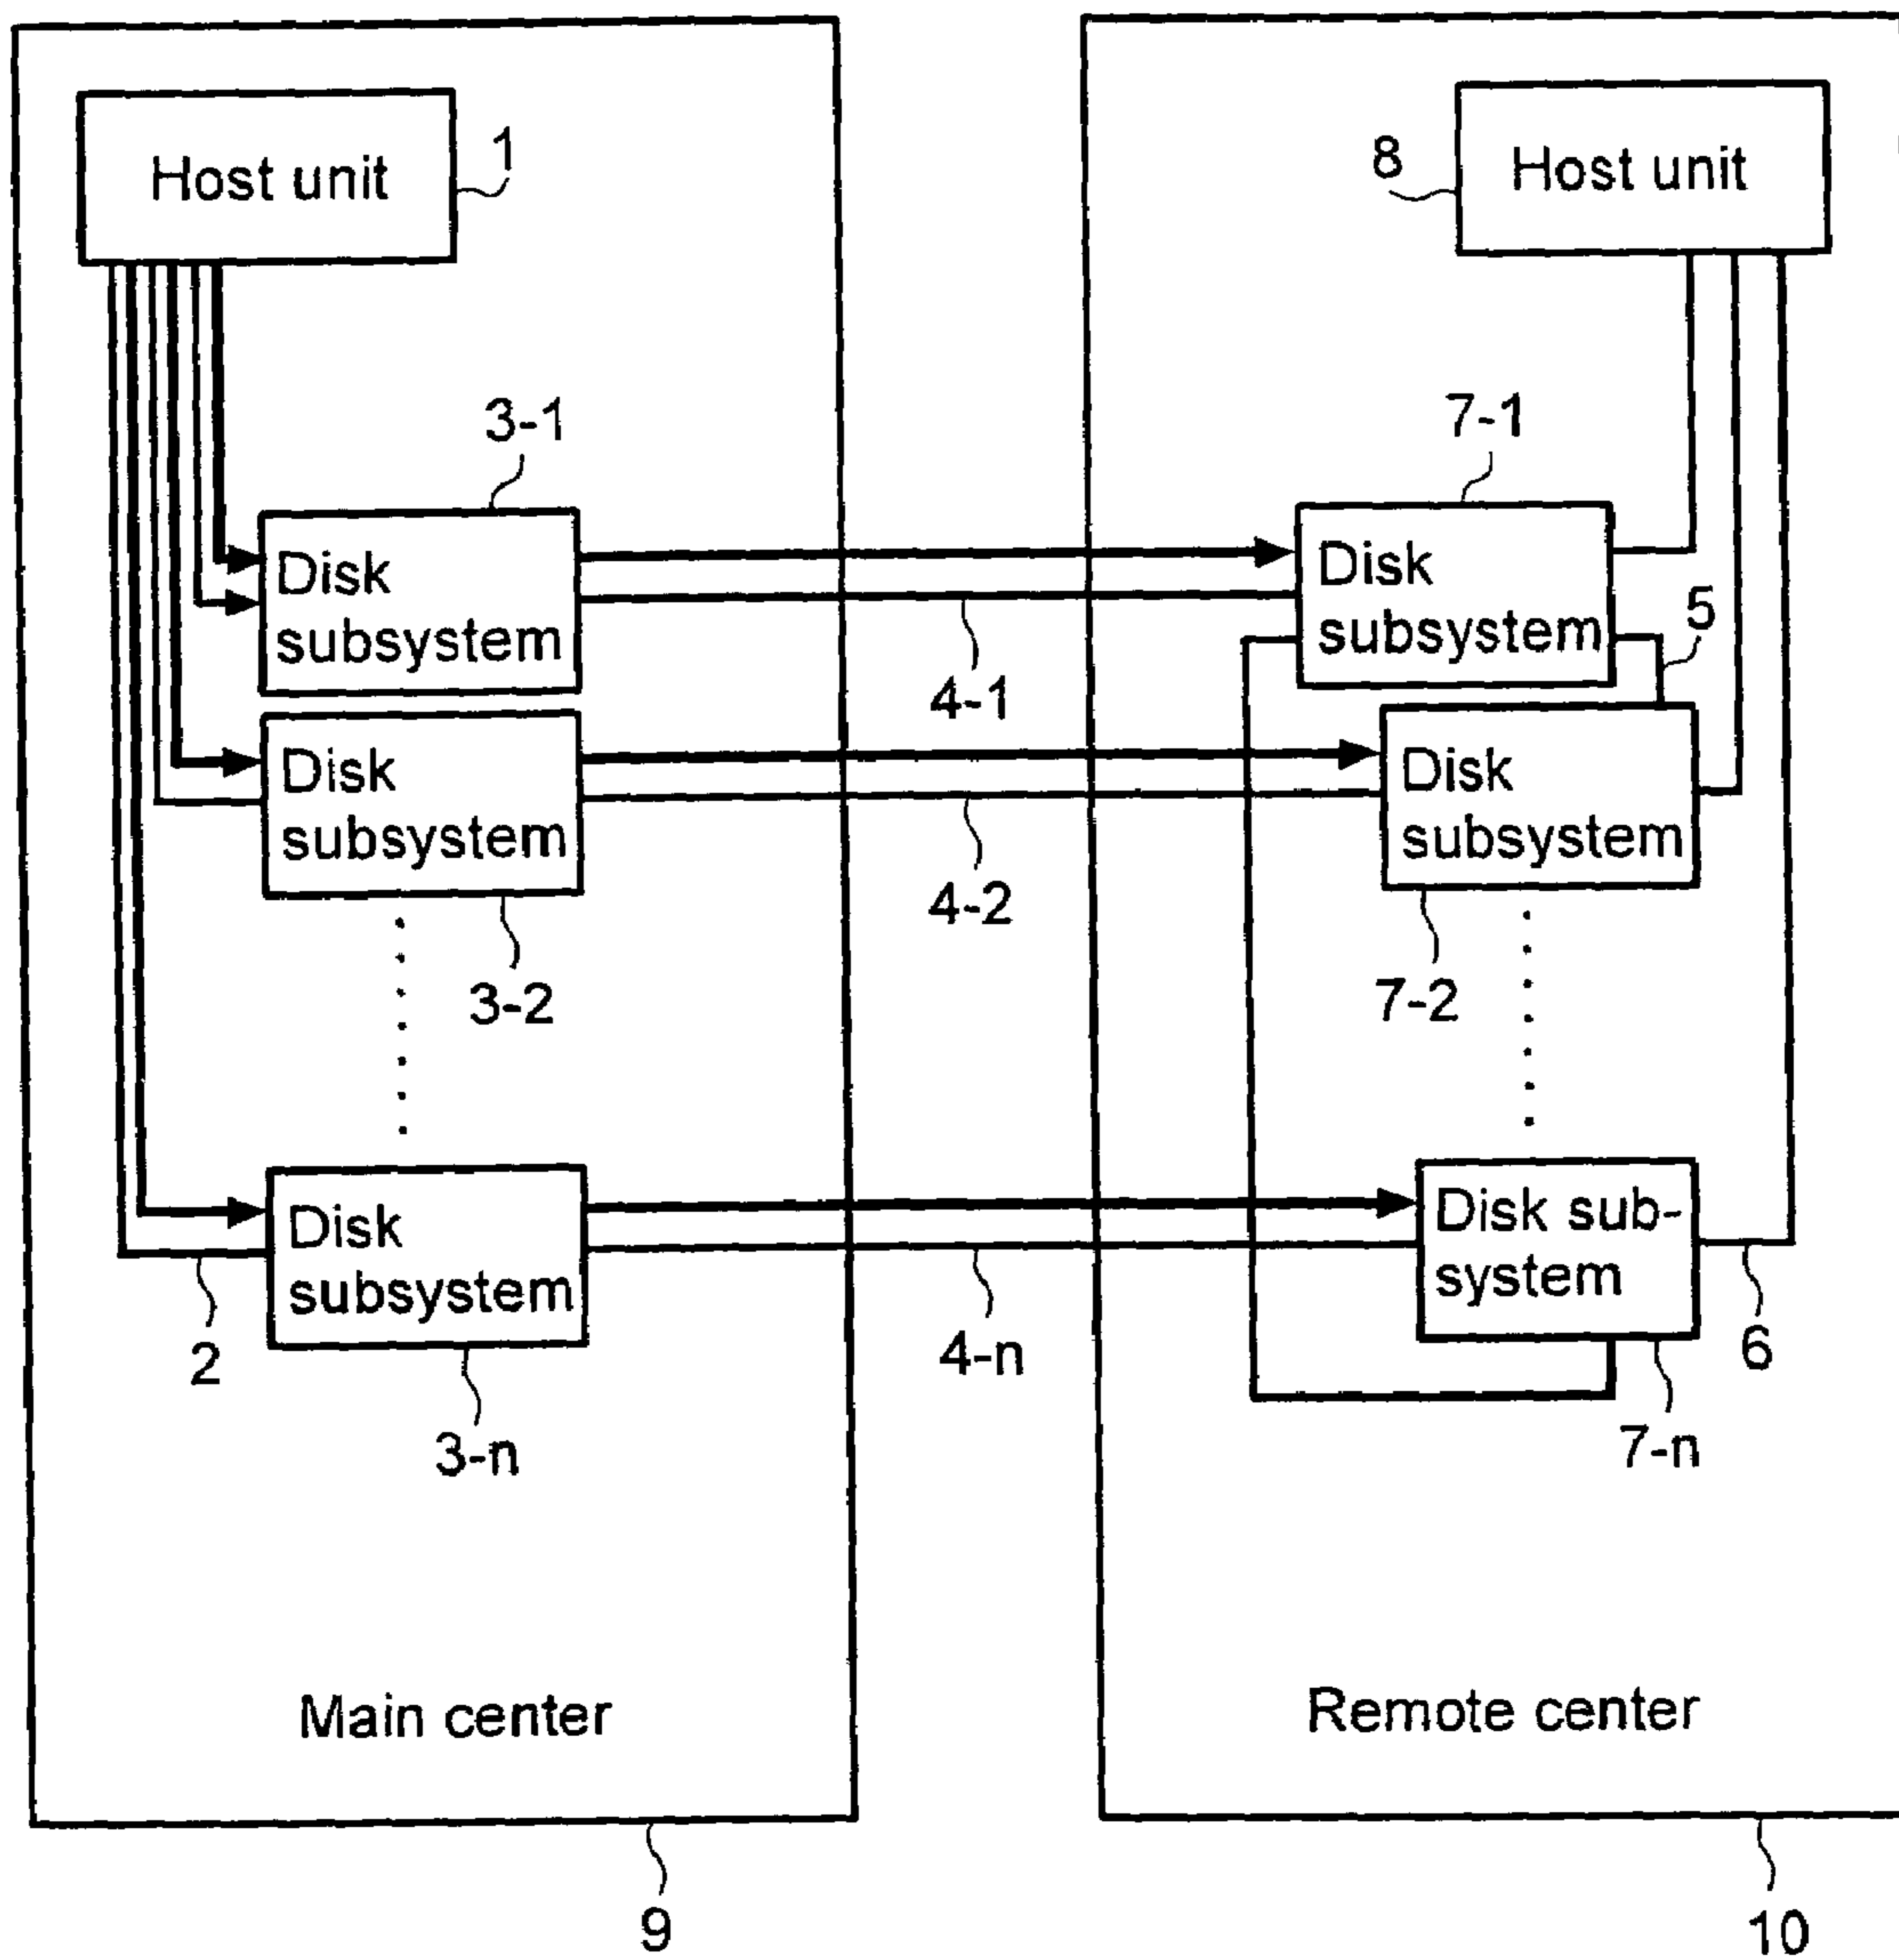 Host unit
1
8
Host unit
3-1
7-1
Disk
subsystem
Disk
subsystem
5
4-1
Disk
subsystem
Disk
subsystem
4-2
3-2
7-2
Disk
subsystem
Disk sub-
system
2
4-n
6
3-n
7-n
Main center
Remote center
9
10